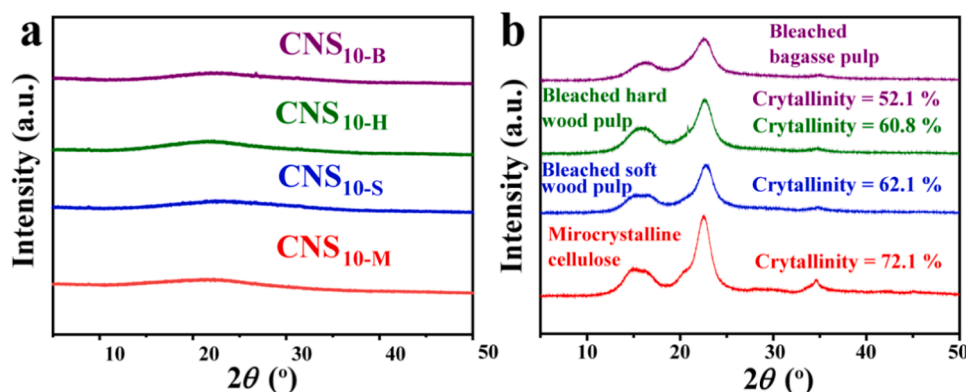 a
CNS10-B
CNS10-H
CNS10-S
CNS10-M
Intensity (a.u.)
10 20 30 40 50
2θ (°)
b
Bleached
bagasse pulp
Crytallinity = 52.1 %
Bleached hard
wood pulp
Crytallinity = 60.8 %
Bleached soft
wood pulp
Crytallinity = 62.1 %
Mirocrystalline
cellulose
Crytallinity = 72.1 %
Intensity (a.u.)
10 20 30 40 50
2θ (°)